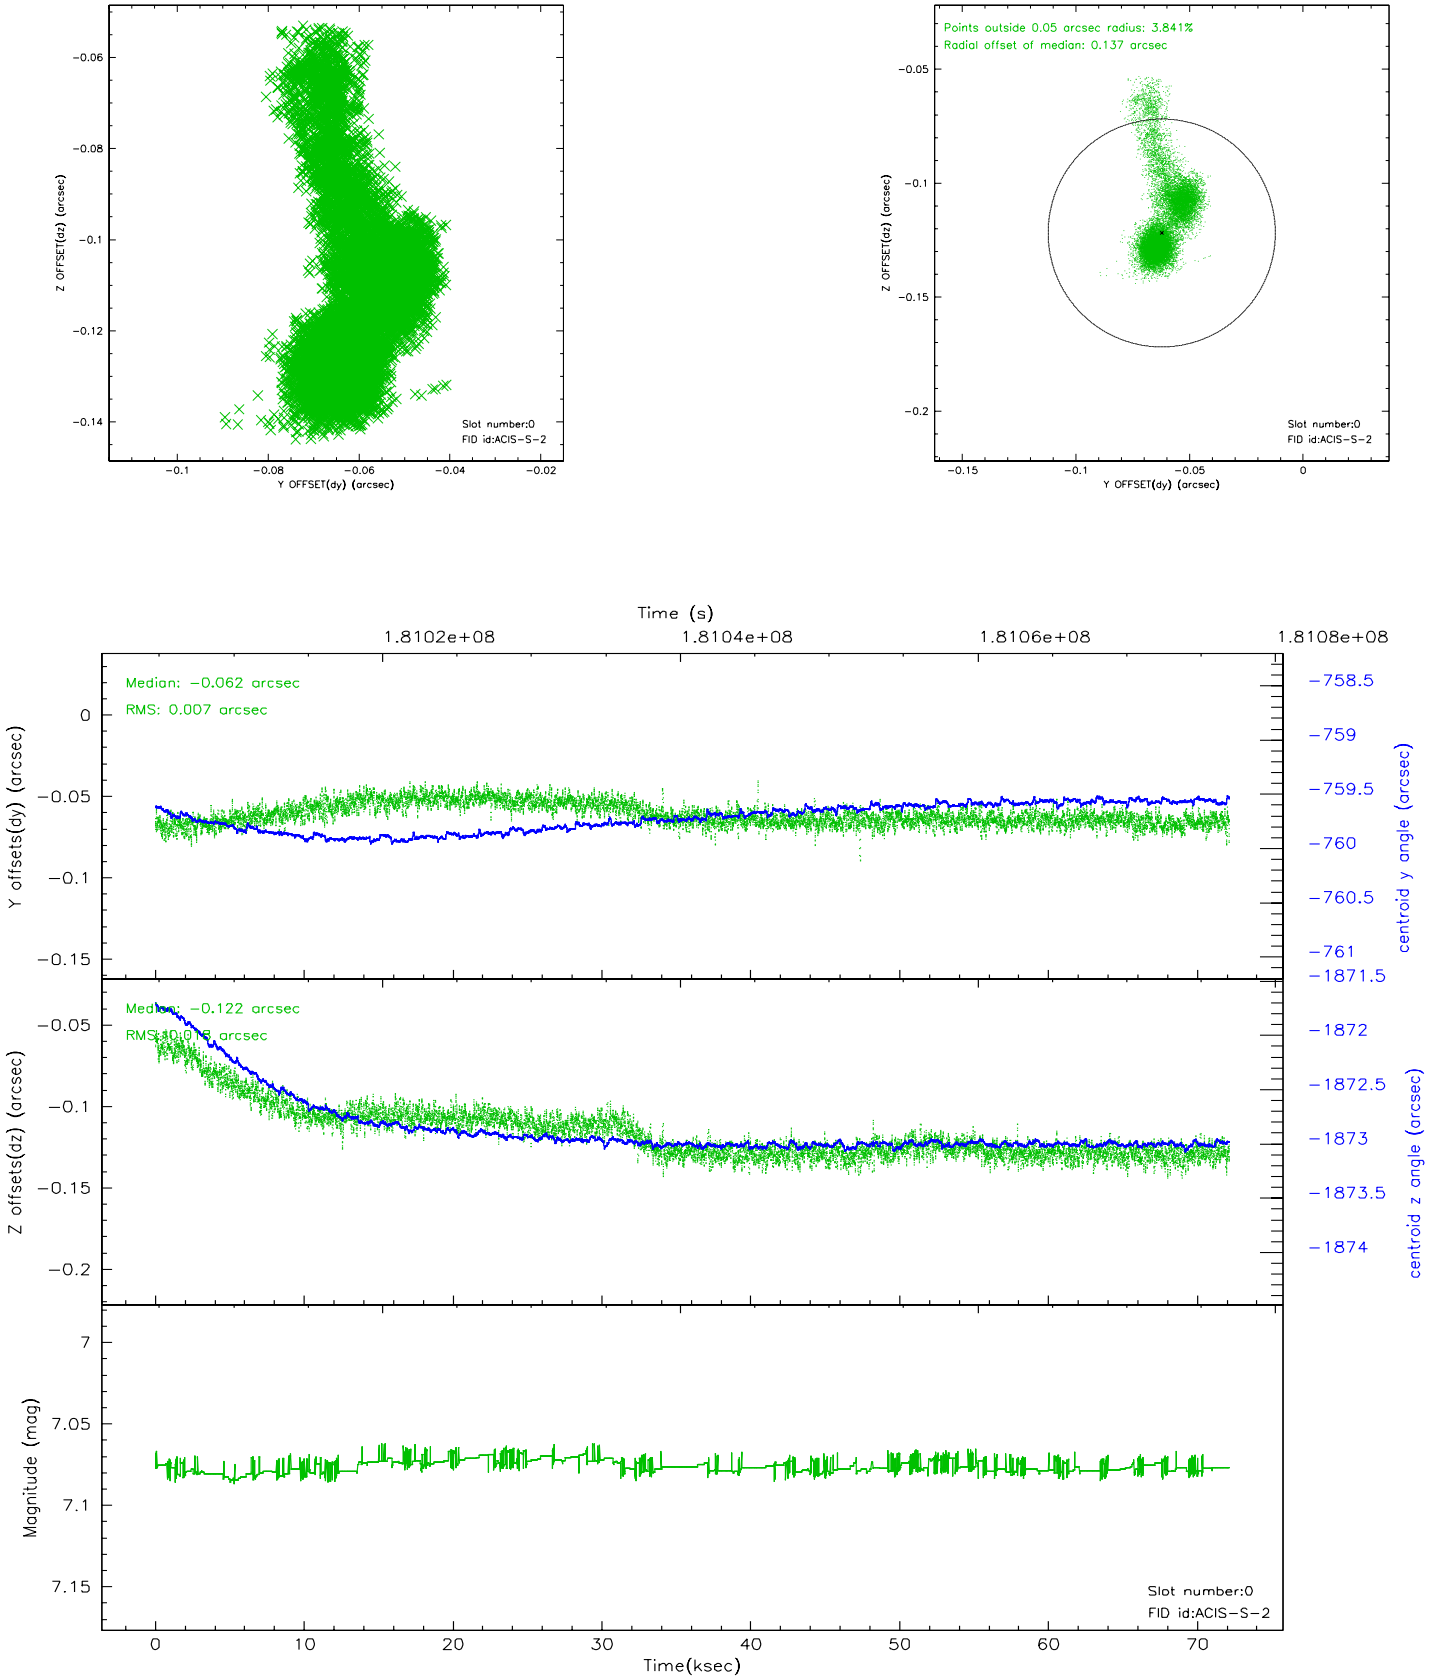 -0.06
-0.08
-0.1
-0.12
-0.14
Z OFFSET(dz) (arcsec)
Slot number:0
FID id:ACIS-S-2
-0.1
-0.08
-0.06
-0.04
-0.02
Y OFFSET(dy) (arcsec)
Points outside 0.05 arcsec radius: 3.841%
Radial offset of median: 0.137 arcsec
-0.05
-0.1
-0.15
-0.2
Z OFFSET(dz) (arcsec)
Slot number:0
FID id:ACIS-S-2
-0.15
-0.1
-0.05
0
Y OFFSET(dy) (arcsec)
Time (s)
1.8102e+08
1.8104e+08
1.8106e+08
1.8108e+08
Median: -0.062 arcsec
RMS: 0.007 arcsec
0
-0.05
-0.1
-0.15
Y offsets(dy) (arcsec)
-758.5
-759
-759.5
-760
-760.5
-761
centroid y angle (arcsec)
Median: -0.122 arcsec
arcsec
-0.05
-0.1
-0.15
-0.2
Z offsets(dz) (arcsec)
-1871.5
-1872
-1872.5
-1873
-1873.5
-1874
centroid z angle (arcsec)
7
7.05
7.1
7.15
Magnitude (mag)
Slot number:0
FID id:ACIS-S-2
0
10
20
30
40
50
60
70
Time(ksec)